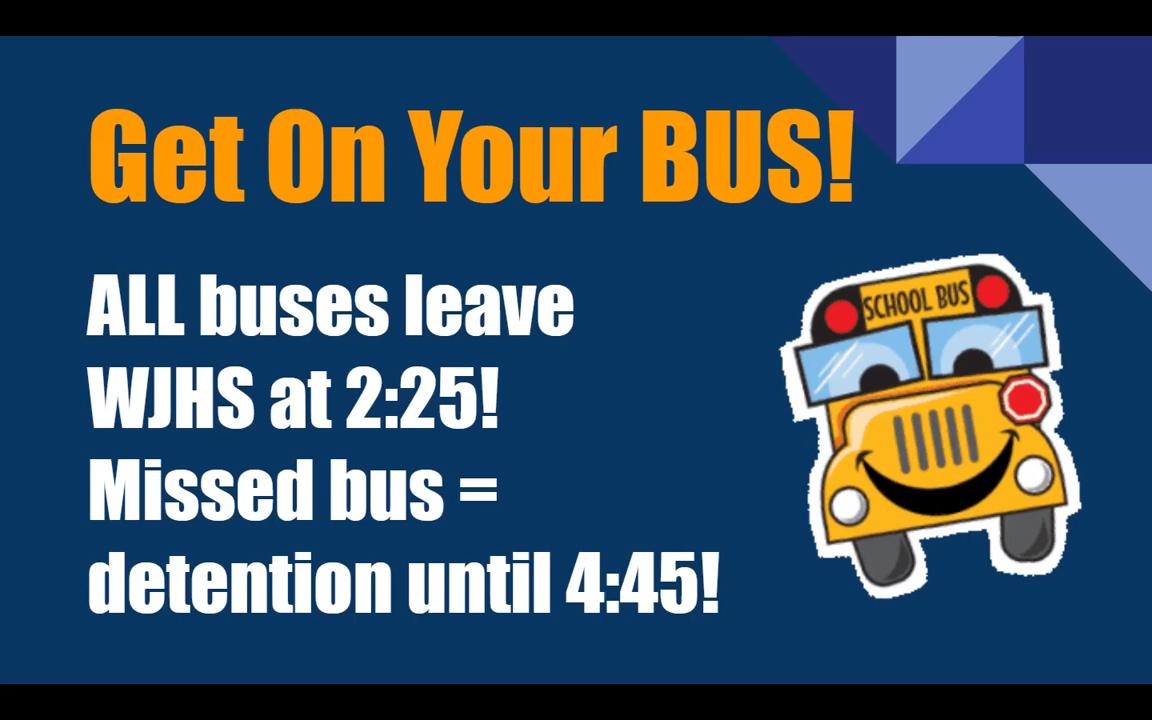 Get On Your BUS!
ALL buses leave
WJHS at 2:25!
Missed bus =
detention until 4:45!
SCHOOL BUS